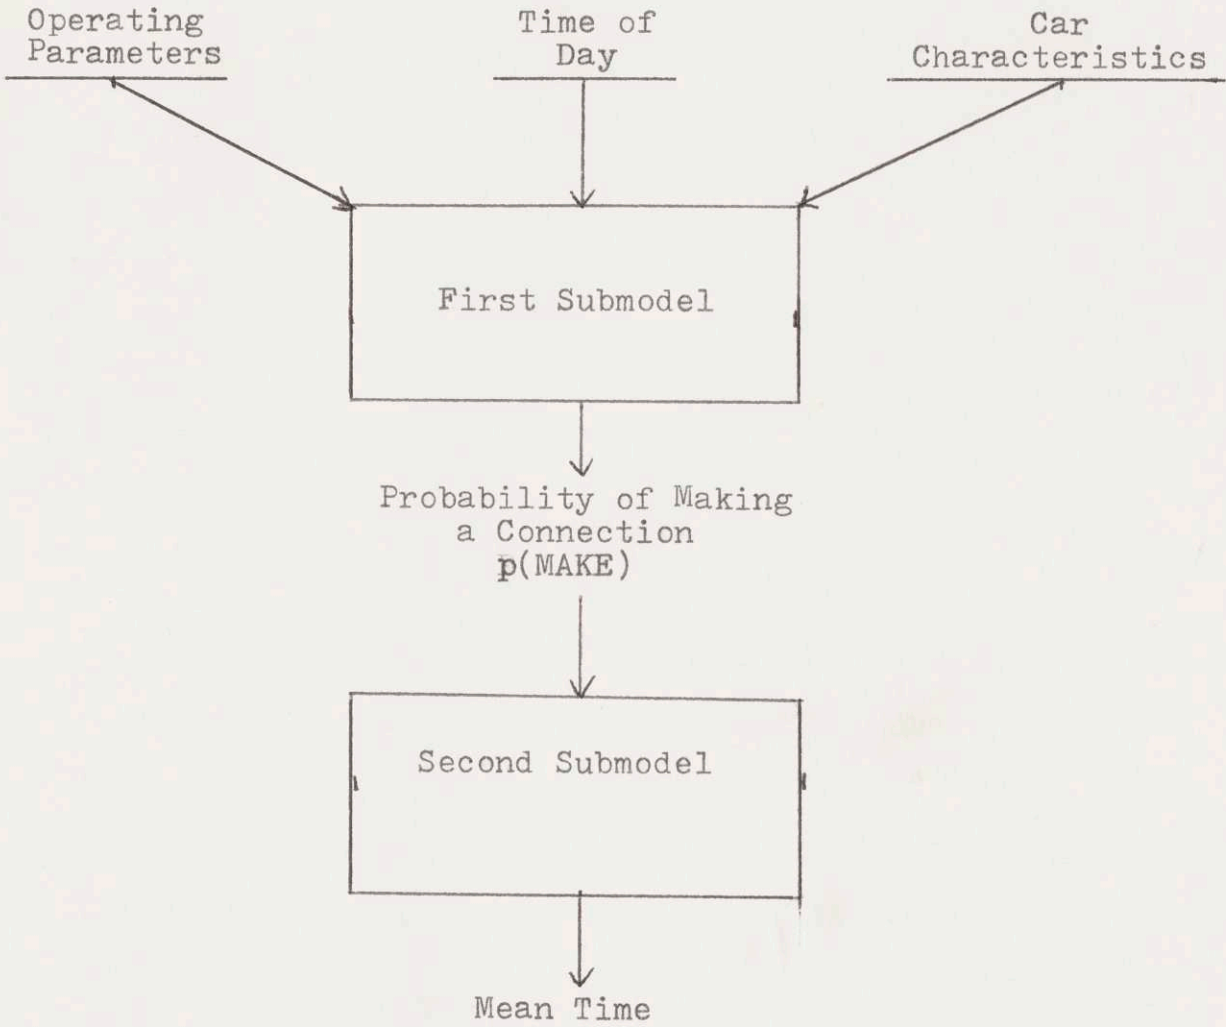 Operating
Parameters
Time of
Day
Car
Characteristics
First Submodel
Probability of Making
a Connection
p(MAKE)
Second Submodel
Mean Time